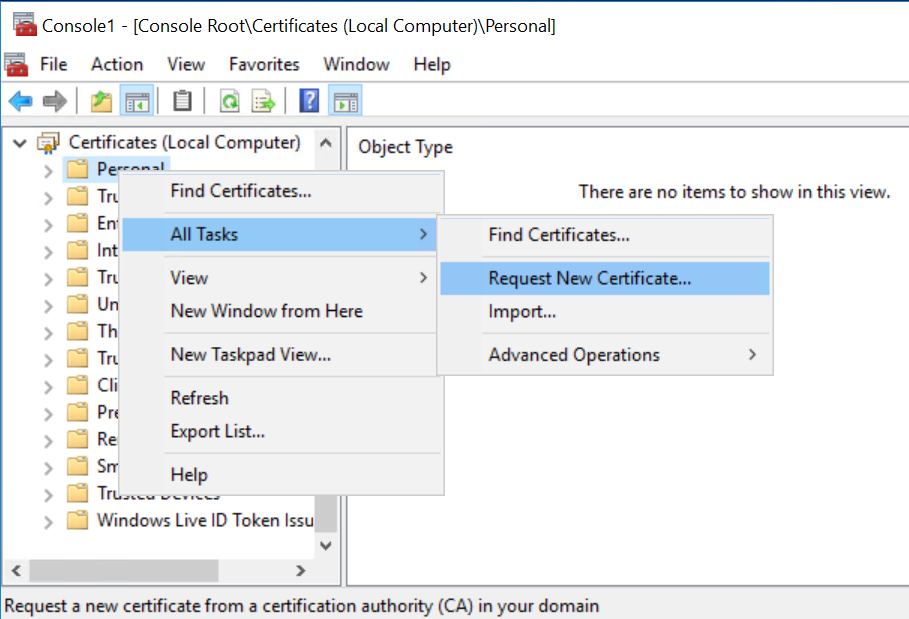 Console1 - [Console Root\Certificates (Local Computer)\Personal]
File Action View Favorites Window Help
Certificates (Local Computer)
Personal
Tru
Ent
Int
Tru
Un
Th
Tru
Cli
Pre
Re
Sm
Trusted Devices
Windows Live ID Token Issu
Find Certificates...
All Tasks
View
New Window from Here
New Taskpad View...
Refresh
Export List...
Help
Find Certificates...
Request New Certificate...
Import...
Advanced Operations
Object Type
There are no items to show in this view.
Request a new certificate from a certification authority (CA) in your domain